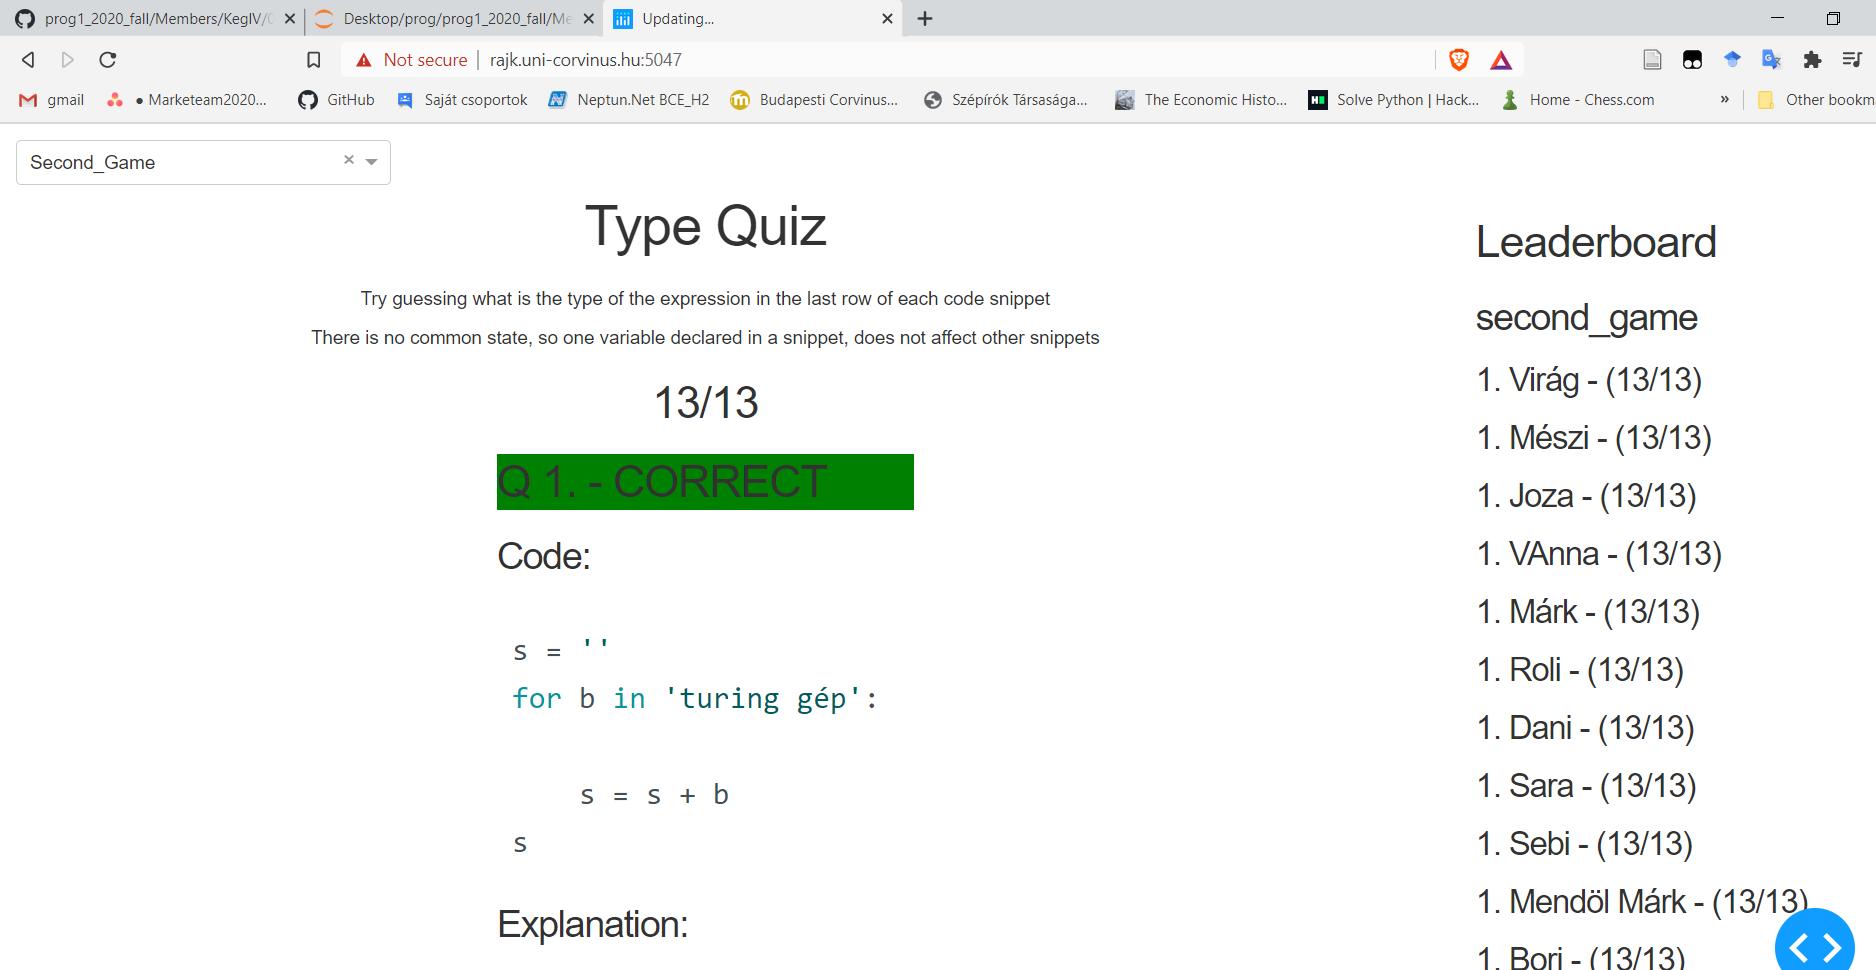 prog1_2020_fall/Members/KegIV/0
Desktop/prog/prog1_2020_fall/Me
Updating...
Not secure
rajk.uni-corvinus.hu:5047
gmail
● Marketeam2020...
GitHub
Saját csoportok
Neptun.Net BCE_H2
Budapesti Corvinus...
Szépírók Társasága...
The Economic Histo...
Solve Python | Hack...
Home - Chess.com
»
Other bookm
Second_Game
Type Quiz
Try guessing what is the type of the expression in the last row of each code snippet
There is no common state, so one variable declared in a snippet, does not affect other snippets
13/13
Q 1. - CORRECT
Code:
s = ''
for b in 'turing gép':
s = s + b
s
Explanation:
Leaderboard
second_game
1. Virág - (13/13)
1. Mészi - (13/13)
1. Joza - (13/13)
1. VAnna - (13/13)
1. Márk - (13/13)
1. Roli - (13/13)
1. Dani - (13/13)
1. Sara - (13/13)
1. Sebi - (13/13)
1. Mendöl Márk - (13/13)
1. Bori - (13/13)